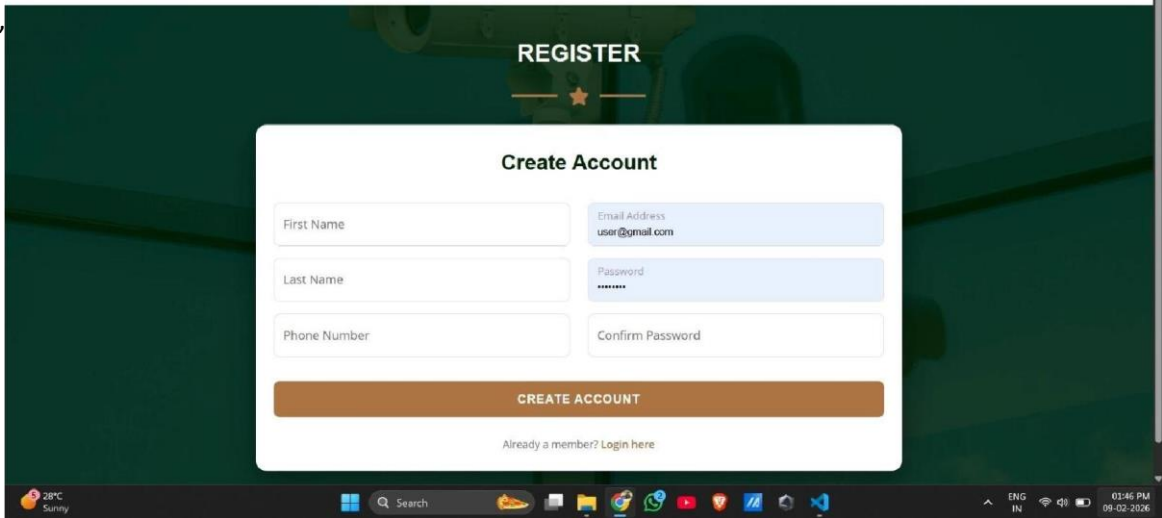 ,
REGISTER
Create Account
First Name
Email Address
user@gmail.com
Last Name
Password
••••••••
Phone Number
Confirm Password
CREATE ACCOUNT
Already a member? Login here
5
28°C
Sunny
Search
ENG
IN
01:46 PM
09-02-2026